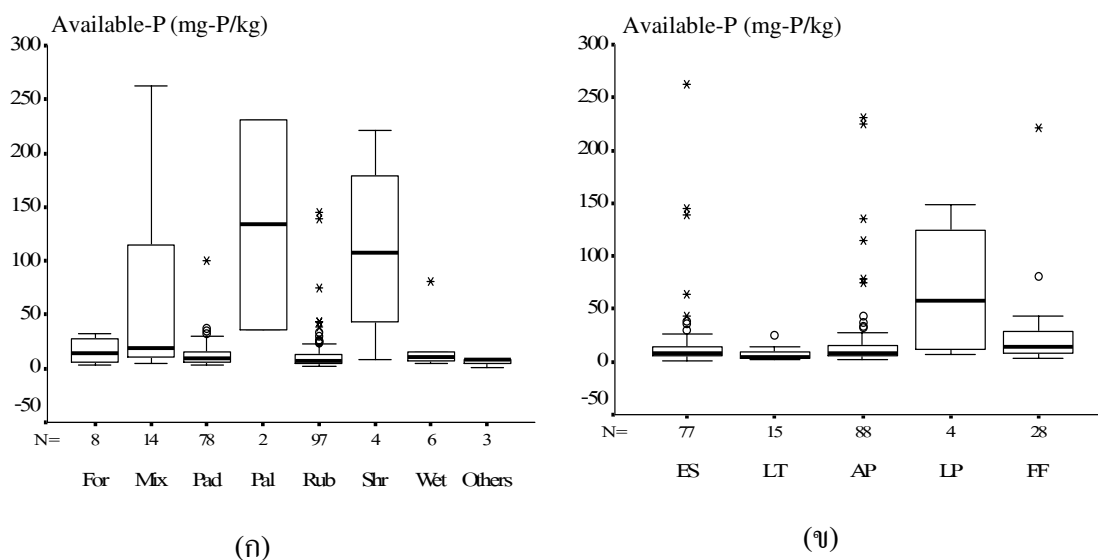 Available-P (mg-P/kg)
300
250
200
150
100
50
0
-50
N= 8 14 78 2 97 4 6 3
For Mix Pad Pal Rub Shr Wet Others
(ก)
Available-P (mg-P/kg)
300
250
200
150
100
50
0
-50
N= 77 15 88 4 28
ES LT AP LP FF
(ข)